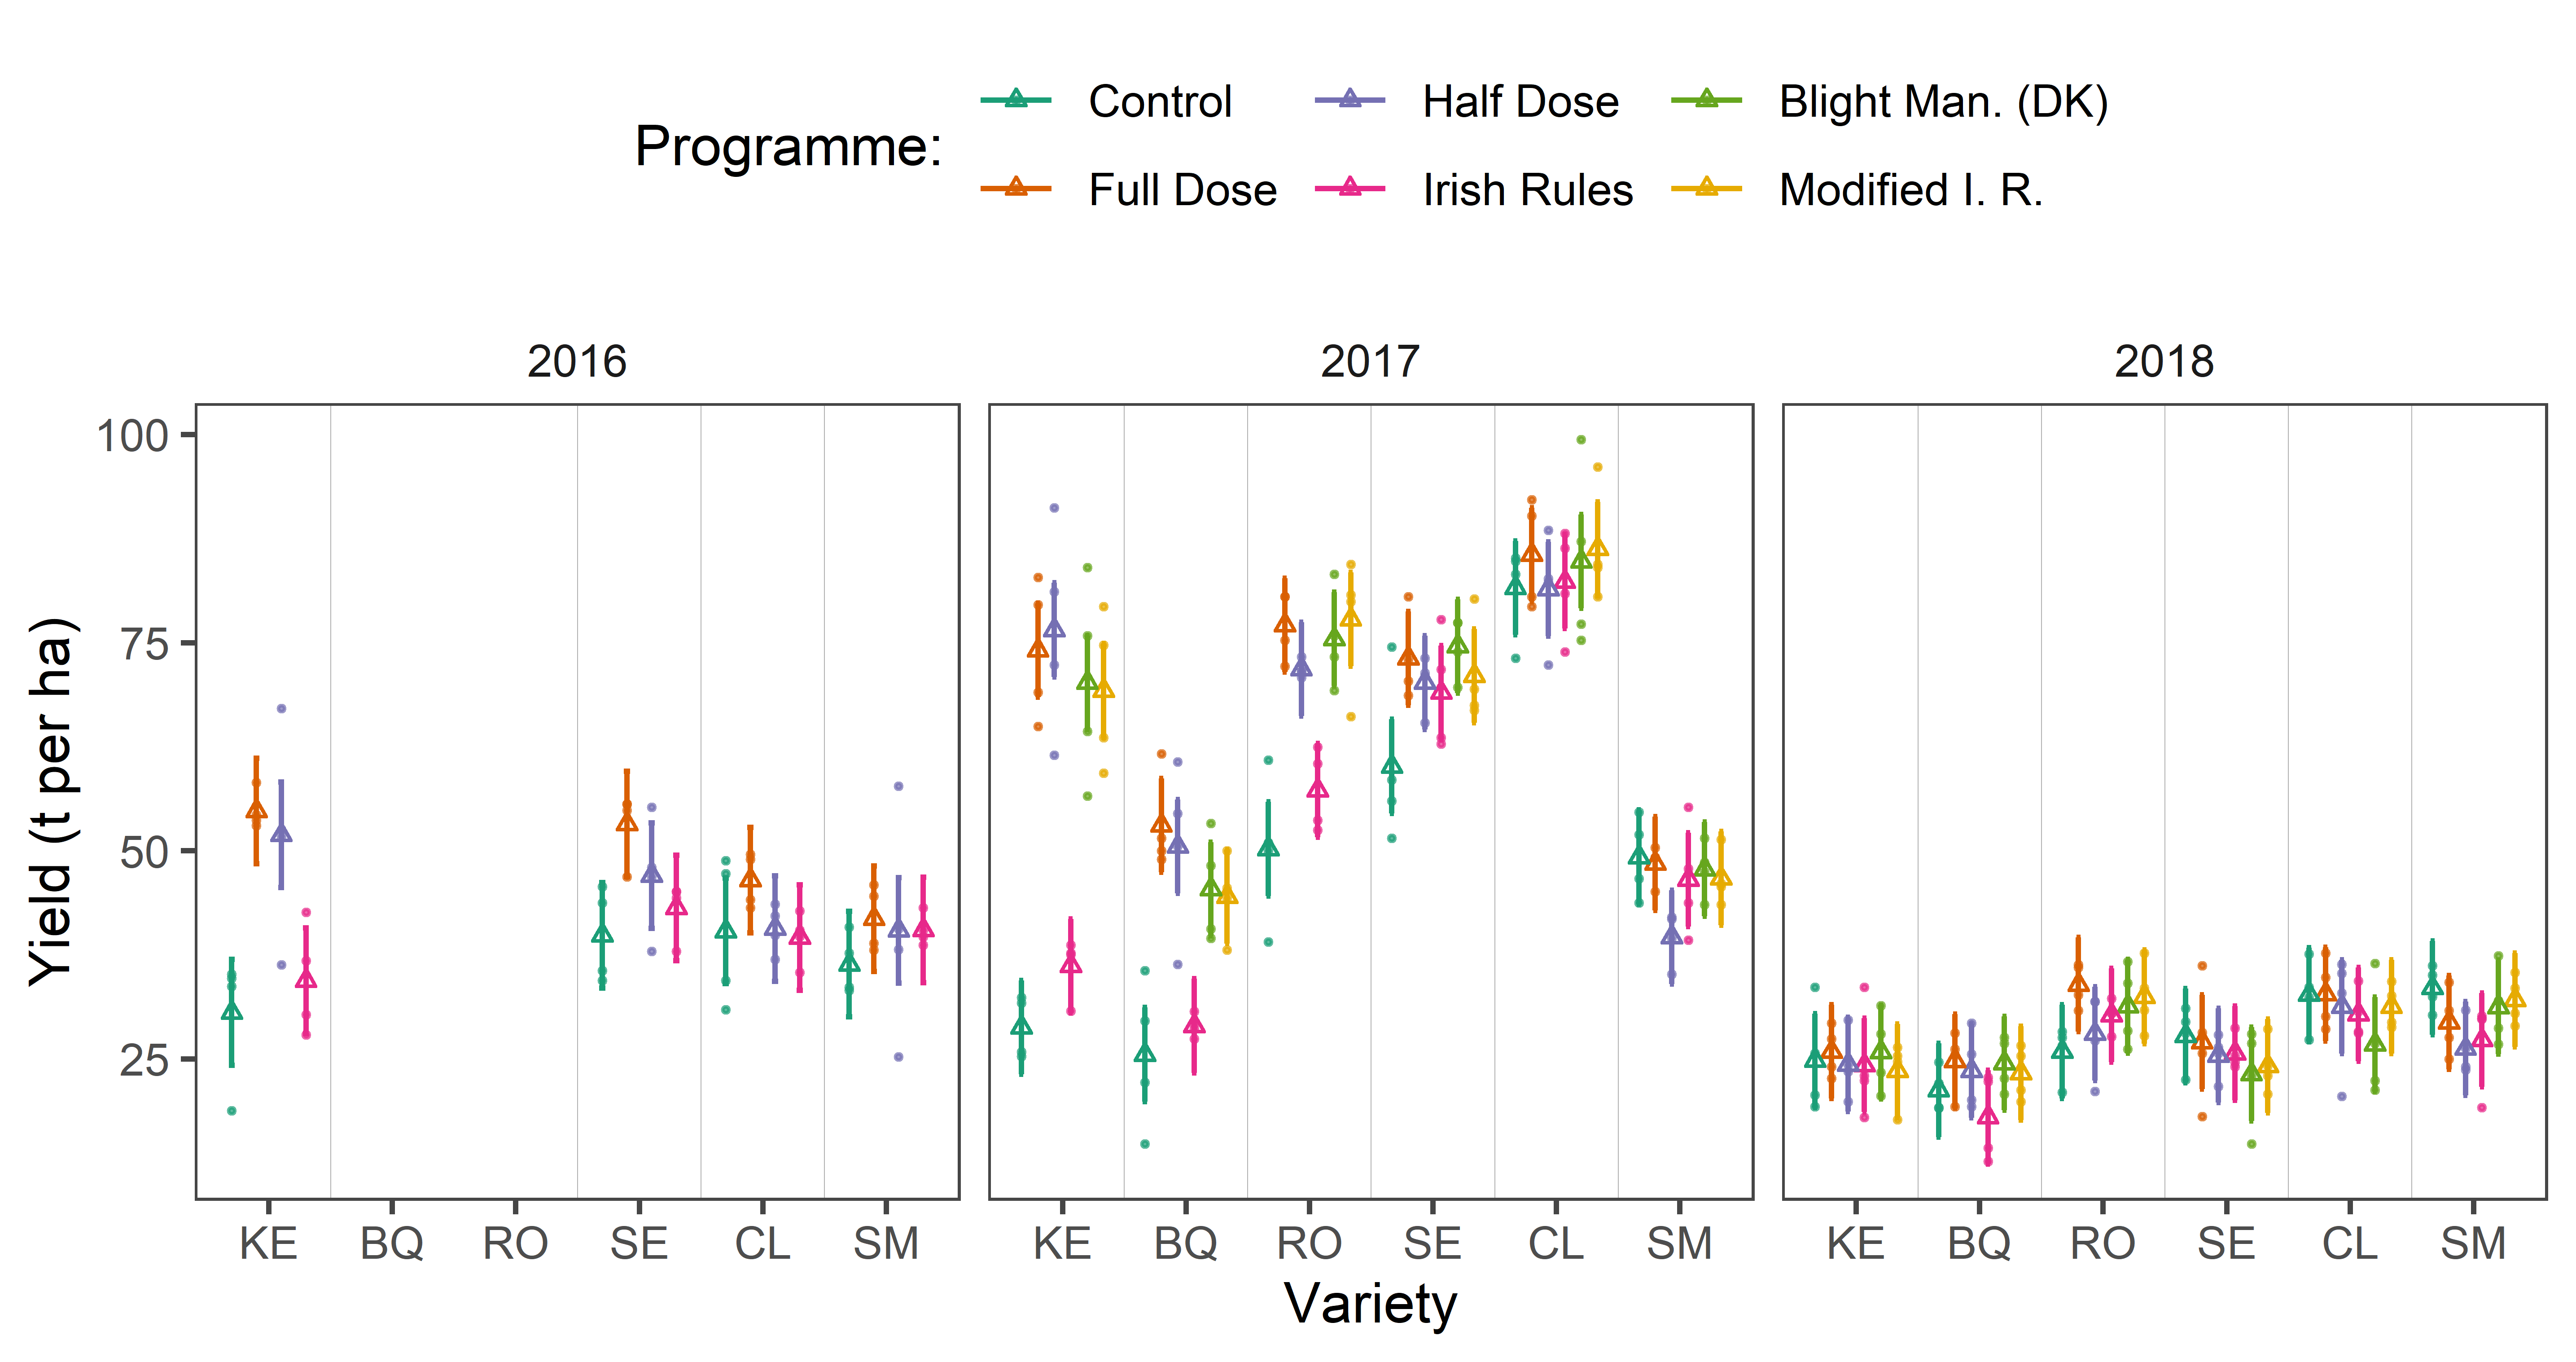 Programme:
Control Half Dose Blight Man. (DK)
Full Dose Irish Rules Modified I. R.
2016 2017 2018
Yield (t per ha)
100
75
50
25
KE BQ RO SE CL SM KE BQ RO SE CL SM KE BQ RO SE CL SM
Variety